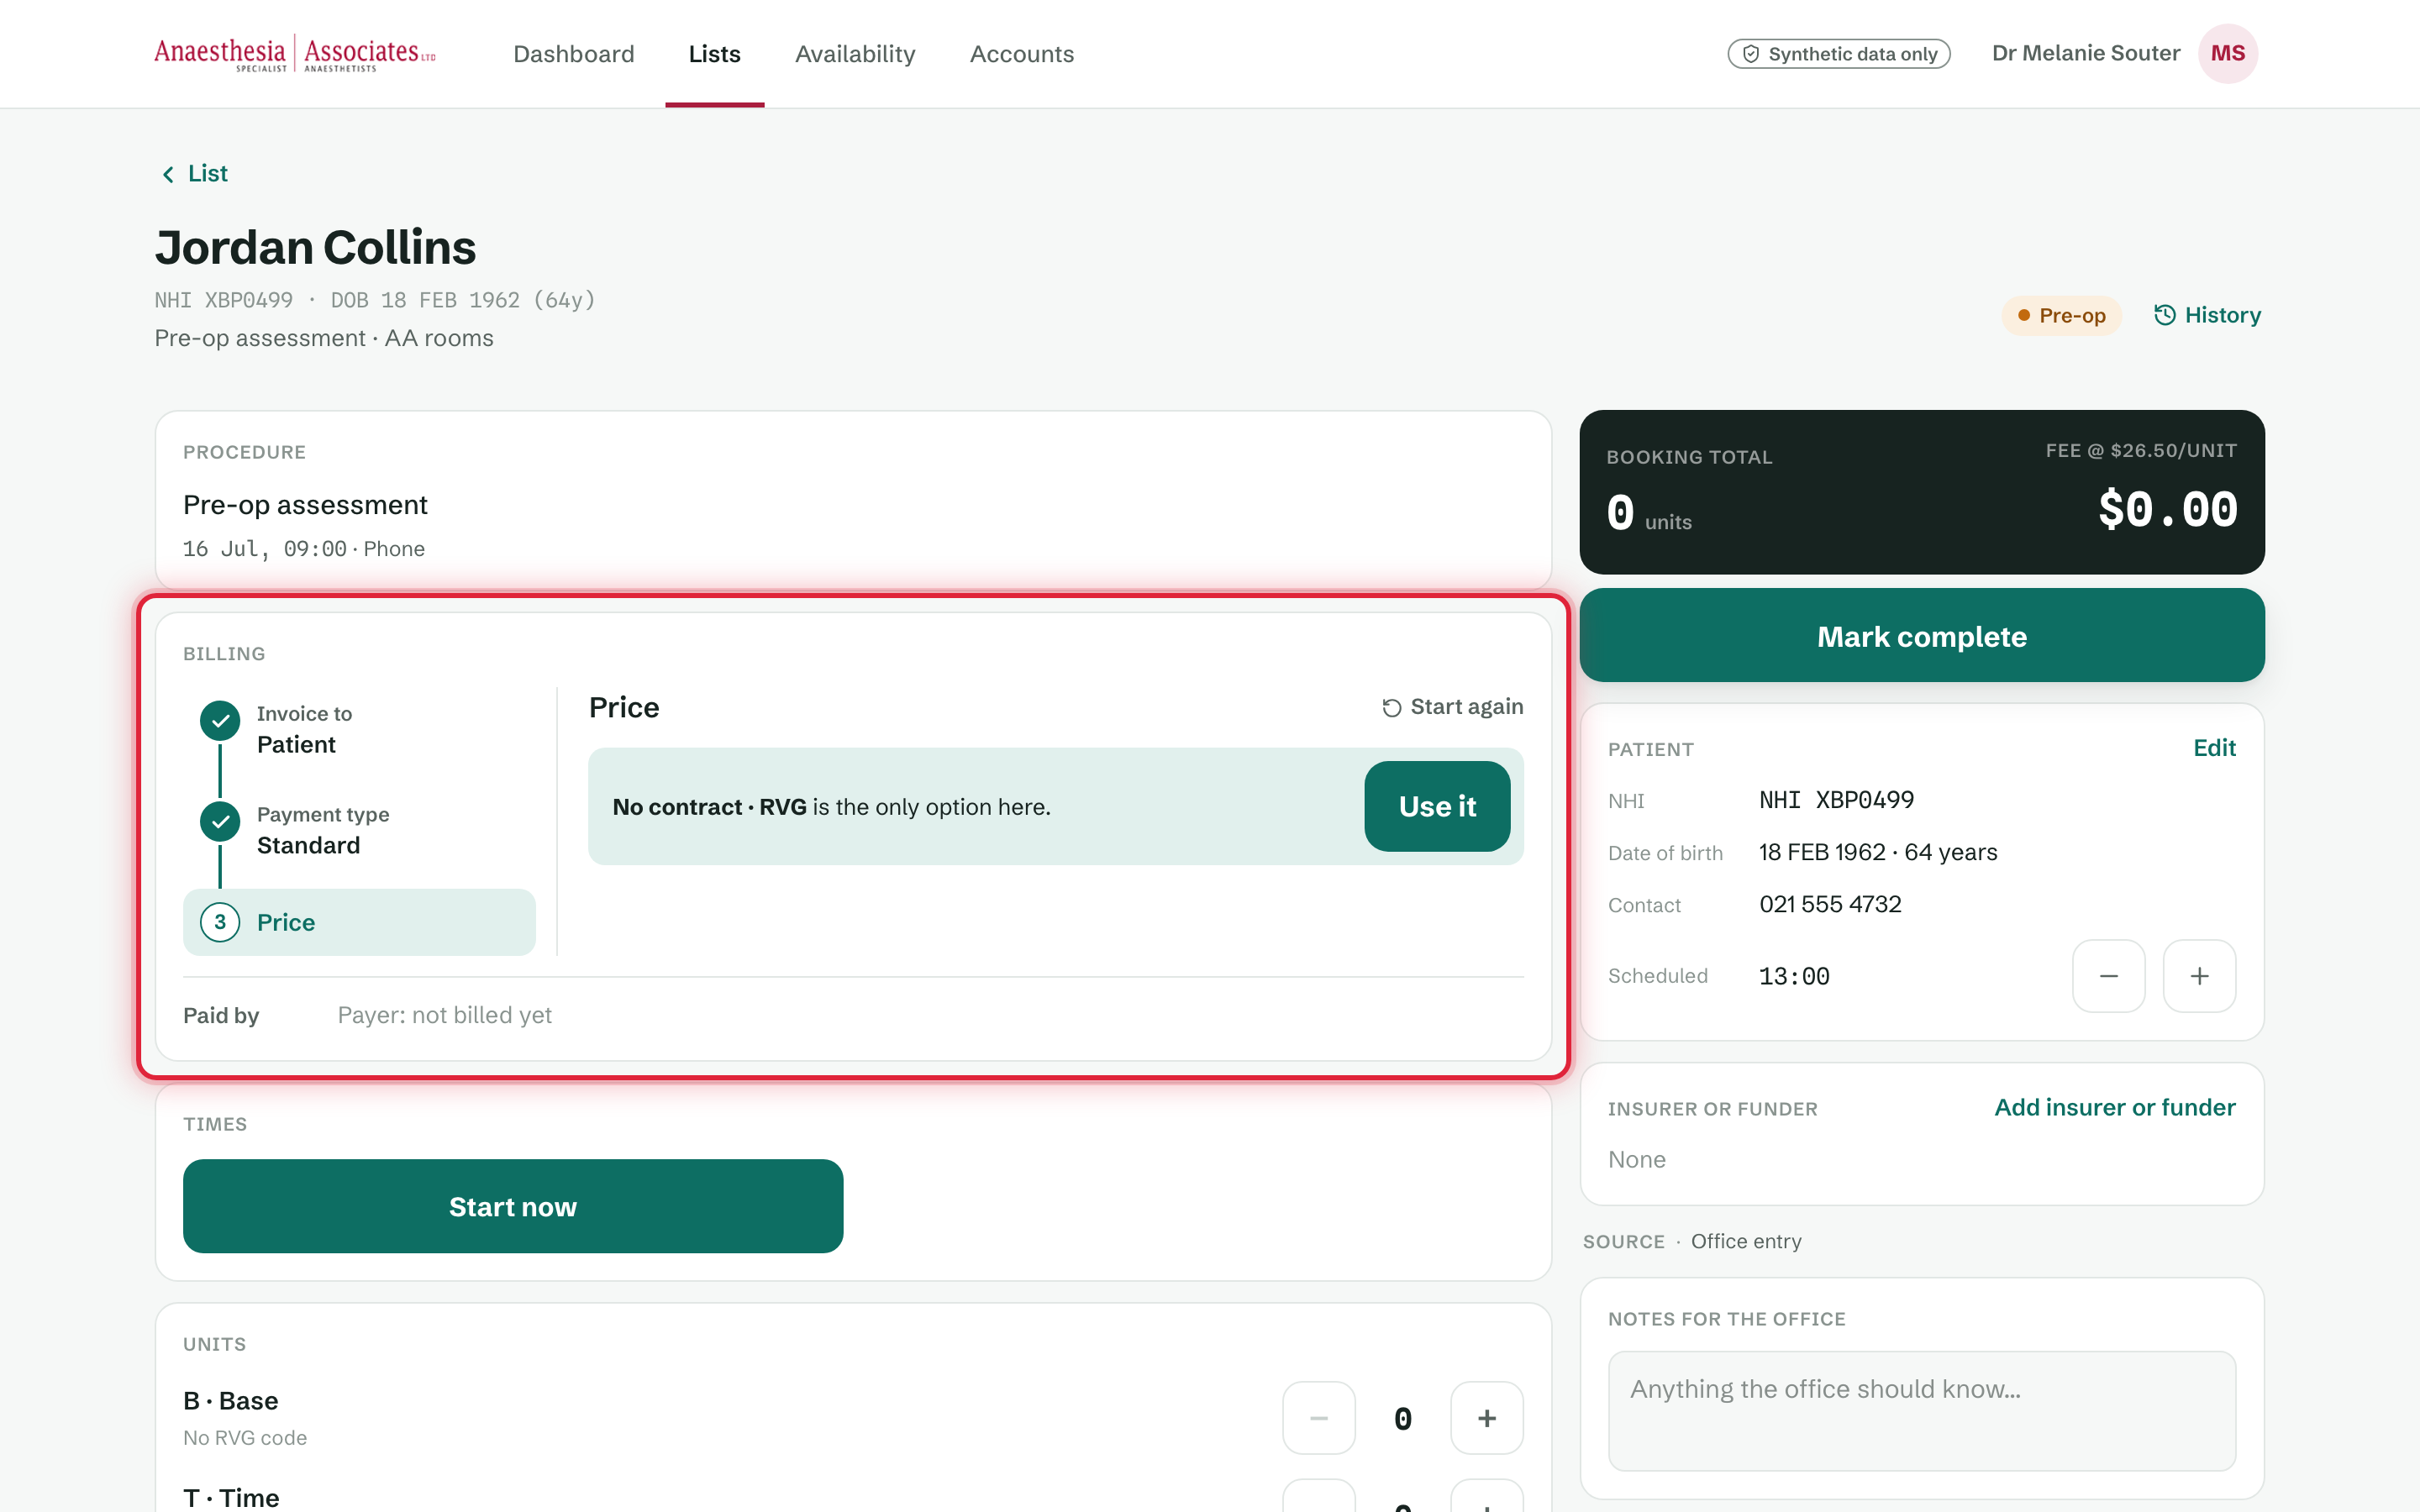 Anaesthesia | Associates LTD
SPECIALIST ANAESTHETISTS
Dashboard
Lists
Availability
Accounts
Synthetic data only
Dr Melanie Souter
MS
List
Jordan Collins
NHI XBP0499 · DOB 18 FEB 1962 (64y)
Pre-op assessment · AA rooms
Pre-op
History
PROCEDURE
Pre-op assessment
16 Jul, 09:00 · Phone
BILLING
Invoice to
Patient
Payment type
Standard
3 Price
Price
Start again
No contract · RVG is the only option here.
Use it
Paid by
Payer: not billed yet
TIMES
Start now
UNITS
B · Base
No RVG code
− 0 +
T · Time
BOOKING TOTAL
0 units
FEE @ $26.50/UNIT
$0.00
Mark complete
PATIENT
Edit
NHI
NHI XBP0499
Date of birth
18 FEB 1962 · 64 years
Contact
021 555 4732
Scheduled
13:00
− +
INSURER OR FUNDER
Add insurer or funder
None
SOURCE · Office entry
NOTES FOR THE OFFICE
Anything the office should know...